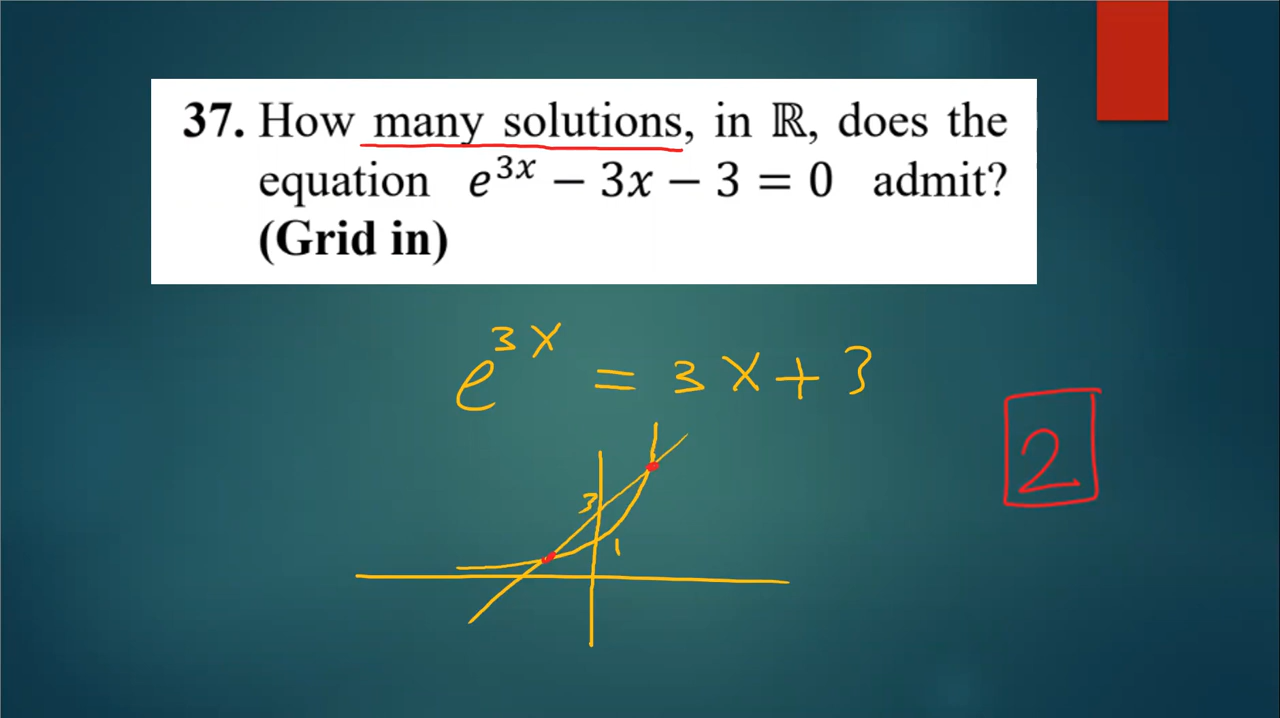 37. How many solutions, in ℝ, does the
equation e^{3x} − 3x − 3 = 0 admit?
(Grid in)
e^{3x} = 3x + 3
3
1
2